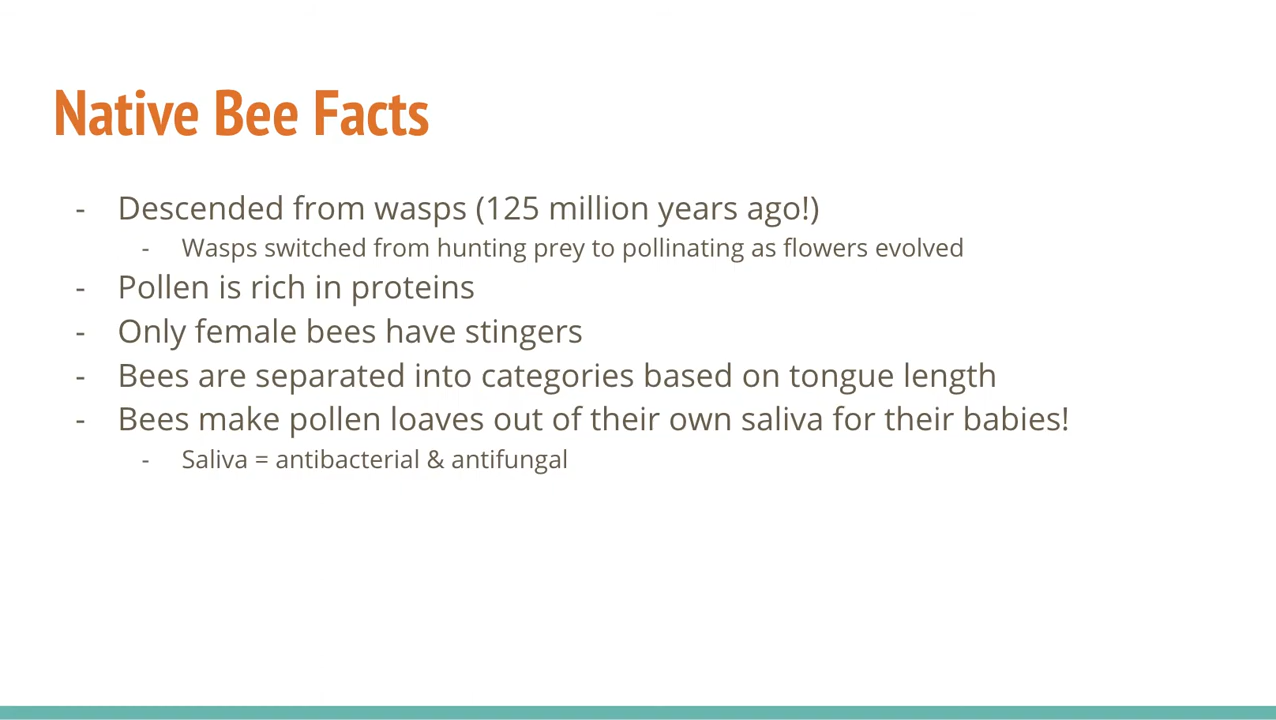 Native Bee Facts
- Descended from wasps (125 million years ago!)
- Wasps switched from hunting prey to pollinating as flowers evolved
- Pollen is rich in proteins
- Only female bees have stingers
- Bees are separated into categories based on tongue length
- Bees make pollen loaves out of their own saliva for their babies!
- Saliva = antibacterial & antifungal